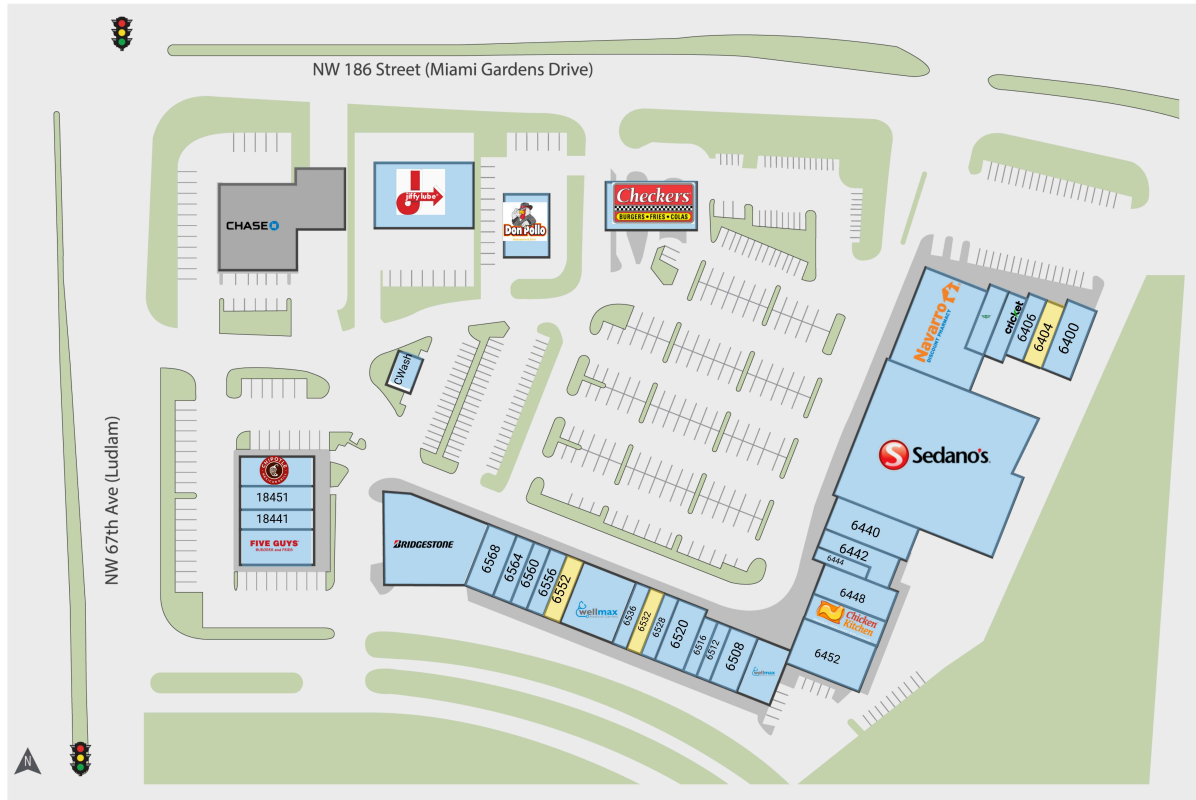 NW 186 Street (Miami Gardens Drive)
NW 67th Ave (Ludlam)
CHASE
jiffylube
Don Pollo
Checkers
BURGERS • FRIES • COLAS
CWash
CHIPOTLE
18451
18441
FIVE GUYS
BURGERS and FRIES
BRIDGESTONE
6568
6564
6560
6556
6552
wellmax
6536
6532
6528
6520
6516
6512
6508
wellmax
Navarro
DISCOUNT PHARMACY
cricket
6406
6404
6400
Sedano's
6440
6442
6444
6448
Chicken
Kitchen
6452
N